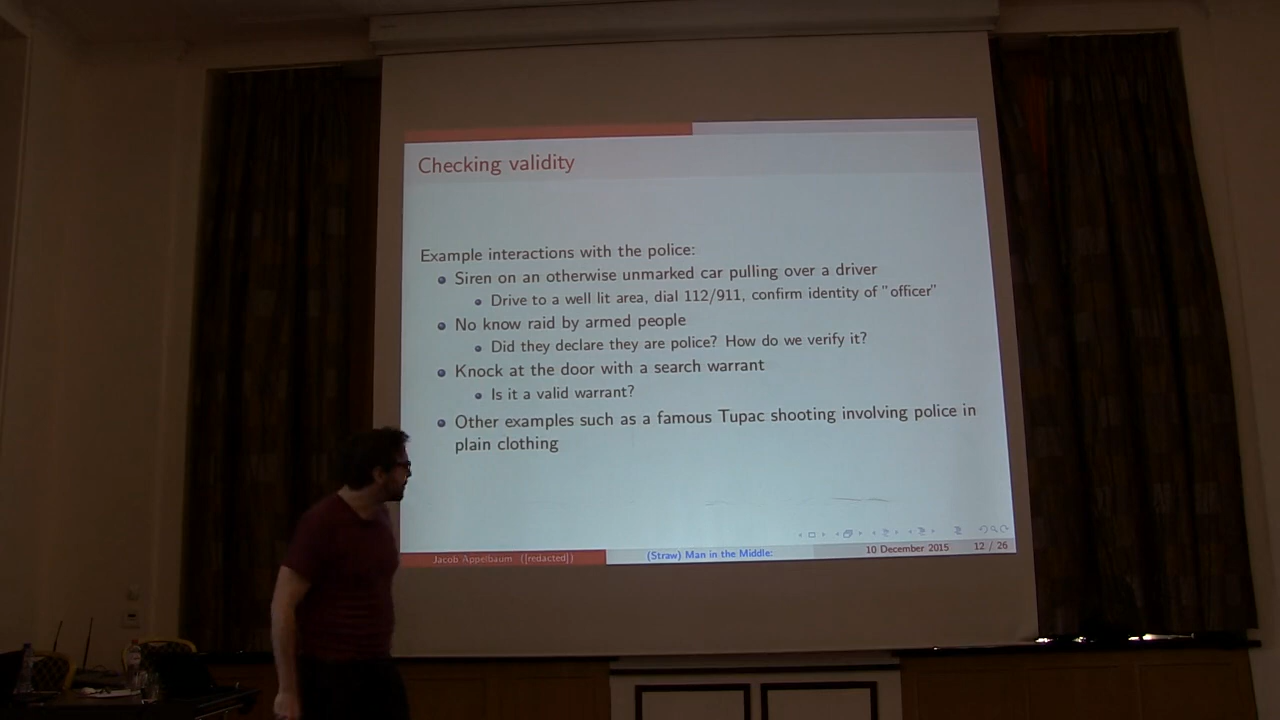 Checking validity
Example interactions with the police:
Siren on an otherwise unmarked car pulling over a driver
Drive to a well lit area, dial 112/911, confirm identity of "officer"
No know raid by armed people
Did they declare they are police? How do we verify it?
Knock at the door with a search warrant
Is it a valid warrant?
Other examples such as a famous Tupac shooting involving police in
plain clothing
Jacob Appelbaum ([redacted]) (Straw) Man in the Middle: 10 December 2015 12 / 26